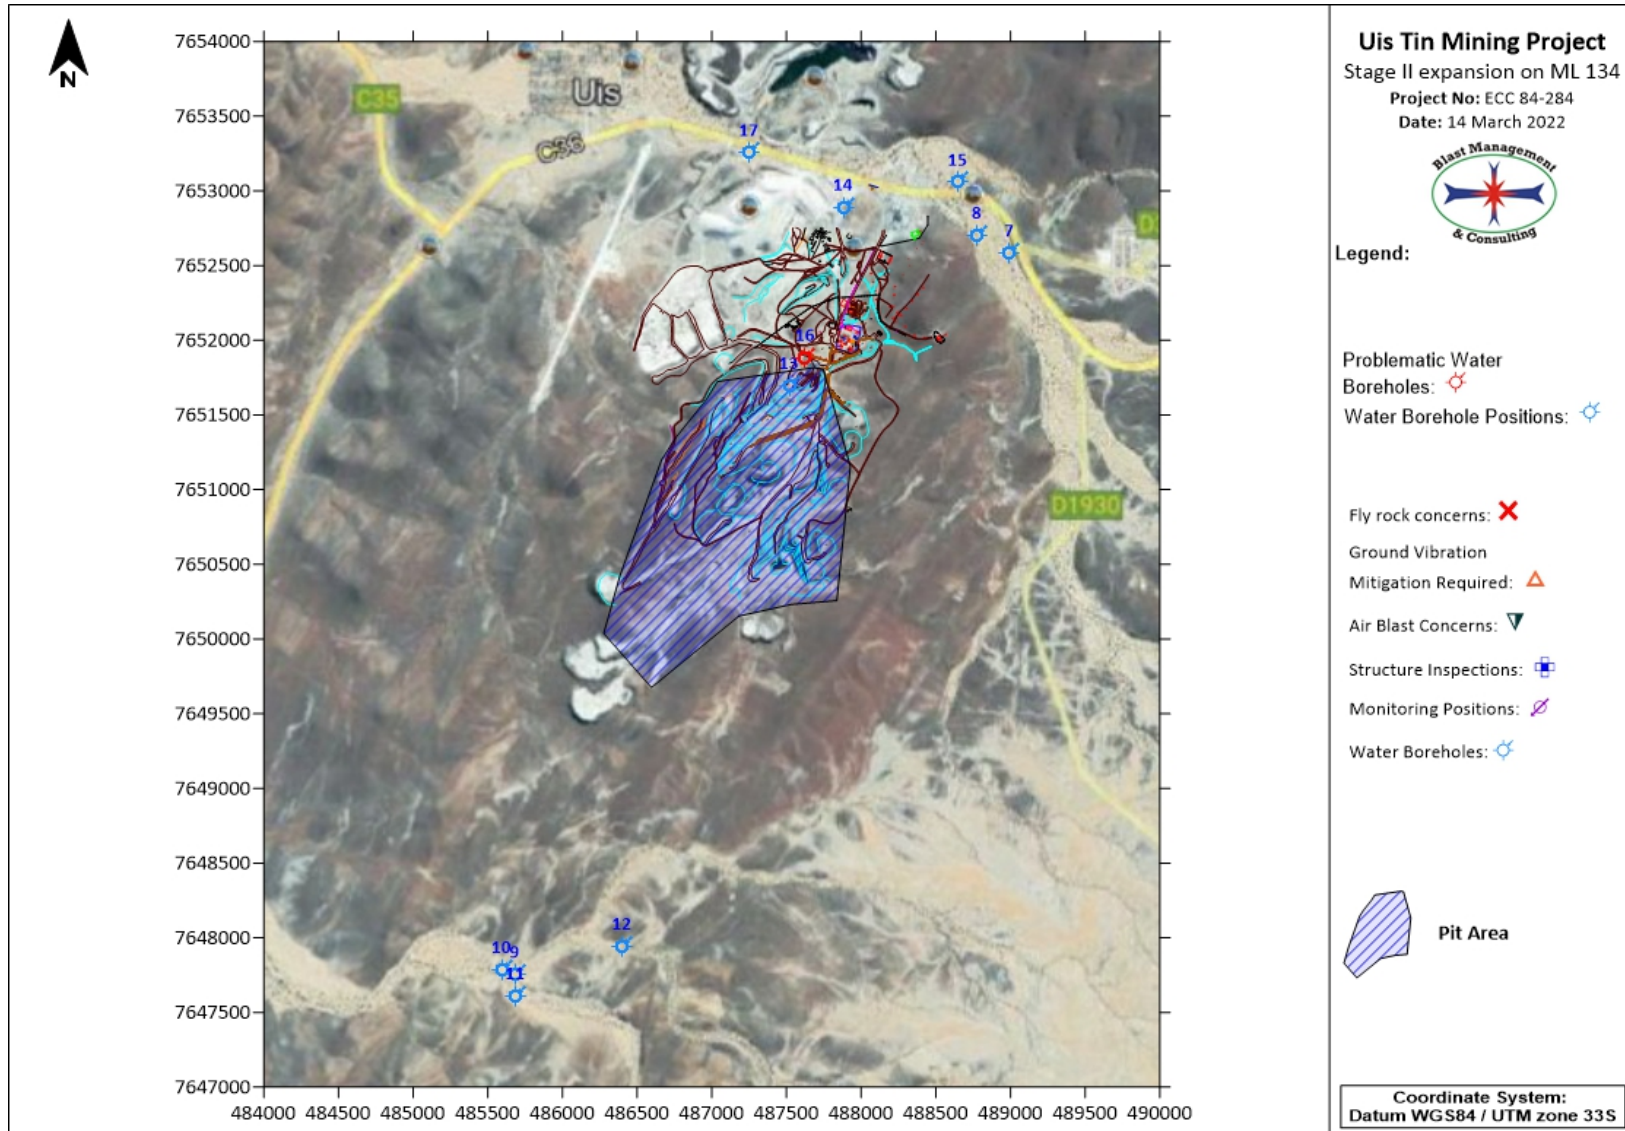 Uis Tin Mining Project
Stage II expansion on ML 134
Project No: ECC 84-284
Date: 14 March 2022
Blast Management
& Consulting
Legend:
Problematic Water
Boreholes:
Water Borehole Positions:
Fly rock concerns:
Ground Vibration
Mitigation Required:
Air Blast Concerns:
Structure Inspections:
Monitoring Positions:
Water Boreholes:
Pit Area
Coordinate System:
Datum WGS84 / UTM zone 33S
N
7654000
7653500
7653000
7652500
7652000
7651500
7651000
7650500
7650000
7649500
7649000
7648500
7648000
7647500
7647000
484000 484500 485000 485500 486000 486500 487000 487500 488000 488500 489000 489500 490000
C35
Uis
C36
17
15
14
8
7
16
13
D1930
12
10
9
11